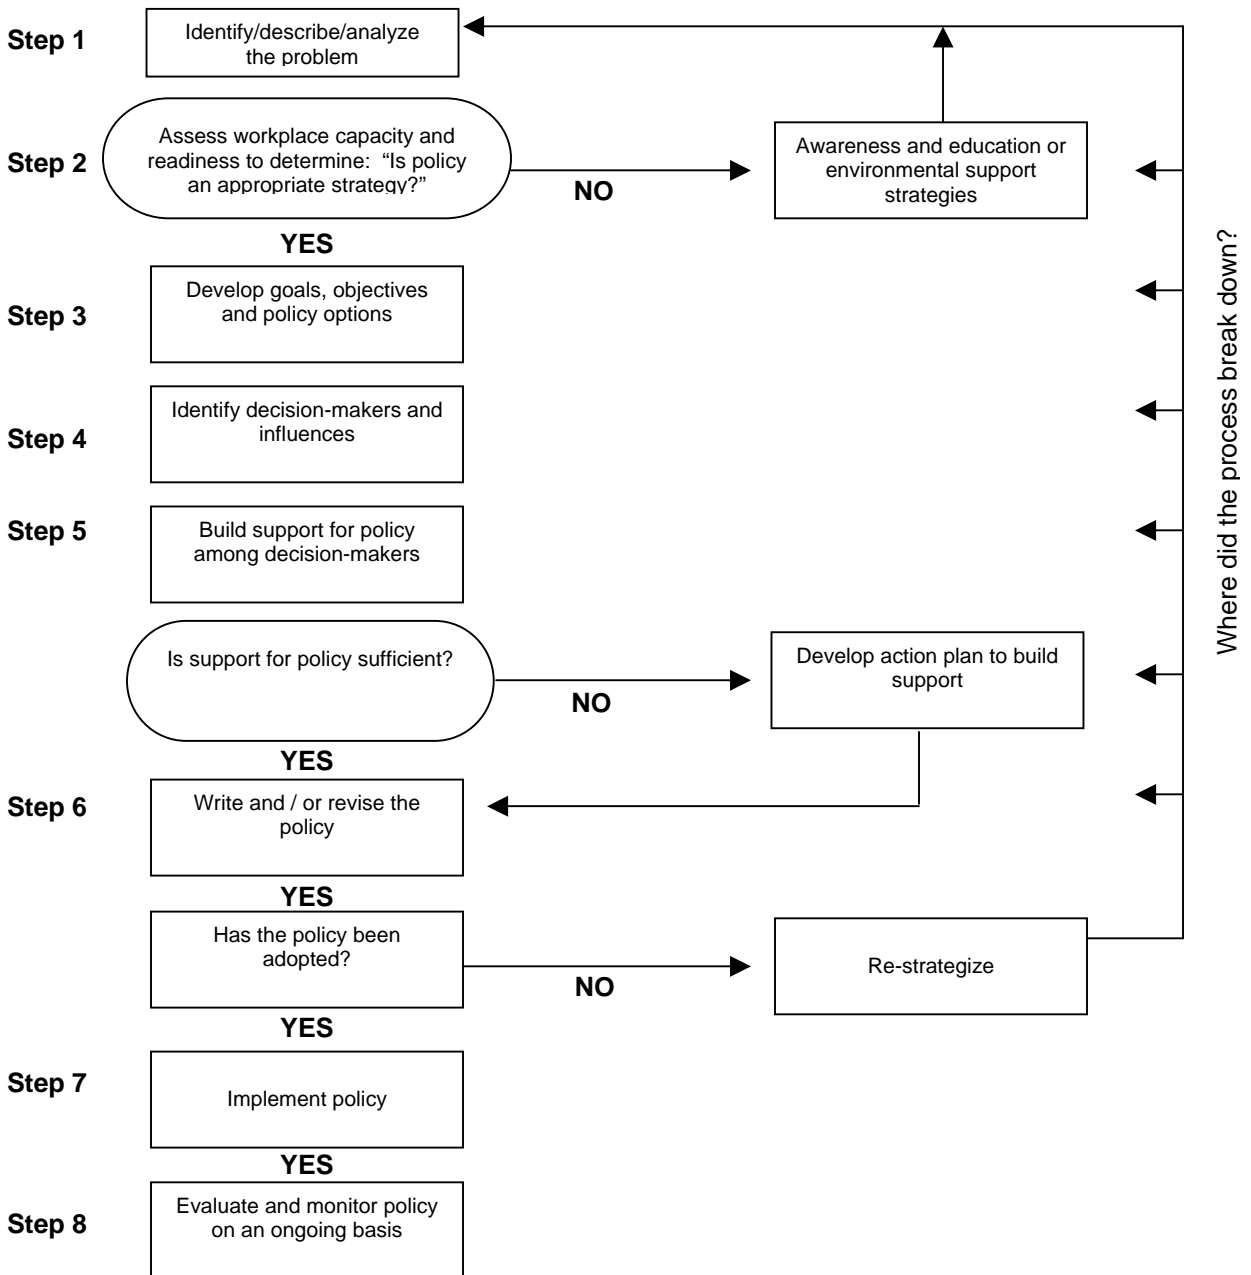 Step 1
Identify/describe/analyze
the problem
Step 2
Assess workplace capacity and
readiness to determine:  “Is policy
an appropriate strategy?”
NO
Awareness and education or
environmental support
strategies
YES
Step 3
Develop goals, objectives
and policy options
Step 4
Identify decision-makers and
influences
Step 5
Build support for policy
among decision-makers
Is support for policy sufficient?
NO
Develop action plan to build
support
YES
Step 6
Write and / or revise the
policy
YES
Has the policy been
adopted?
NO
Re-strategize
YES
Step 7
Implement policy
YES
Step 8
Evaluate and monitor policy
on an ongoing basis
Where did the process break down?